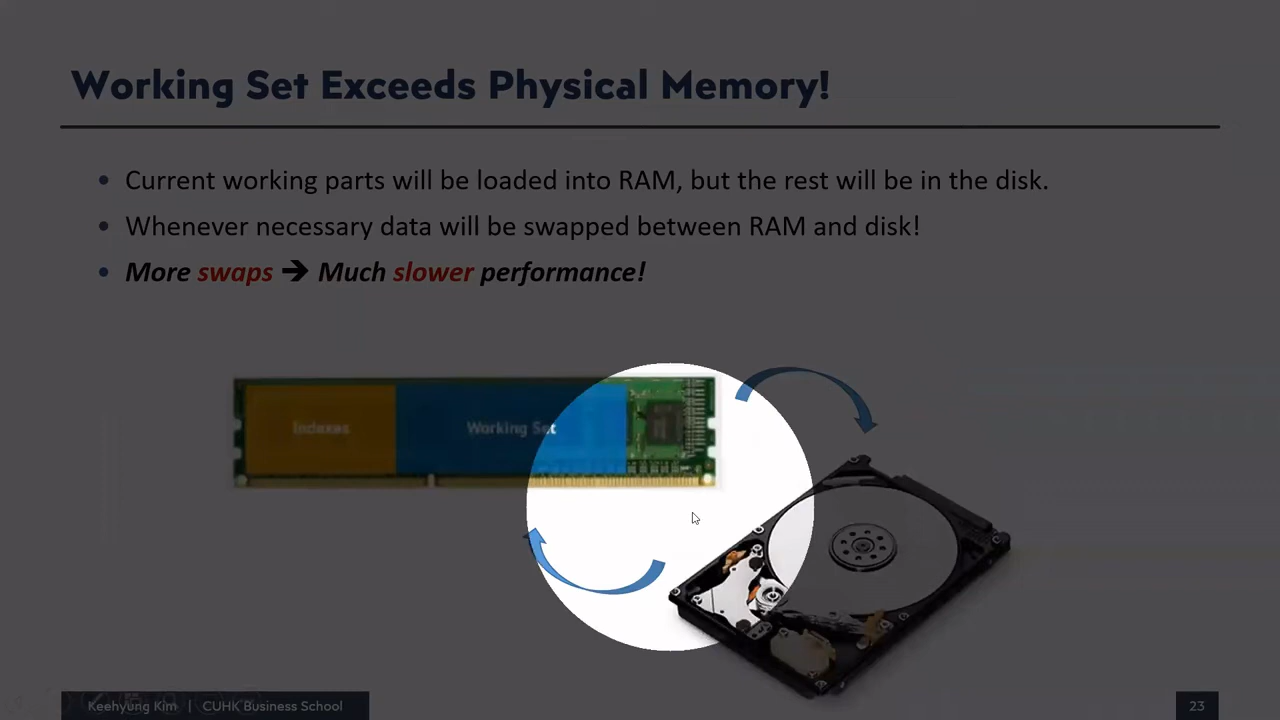 Working Set Exceeds Physical Memory!
• Current working parts will be loaded into RAM, but the rest will be in the disk.
• Whenever necessary data will be swapped between RAM and disk!
• More swaps ➔ Much slower performance!
Indexes
Working Set
Keehyung Kim | CUHK Business School
23